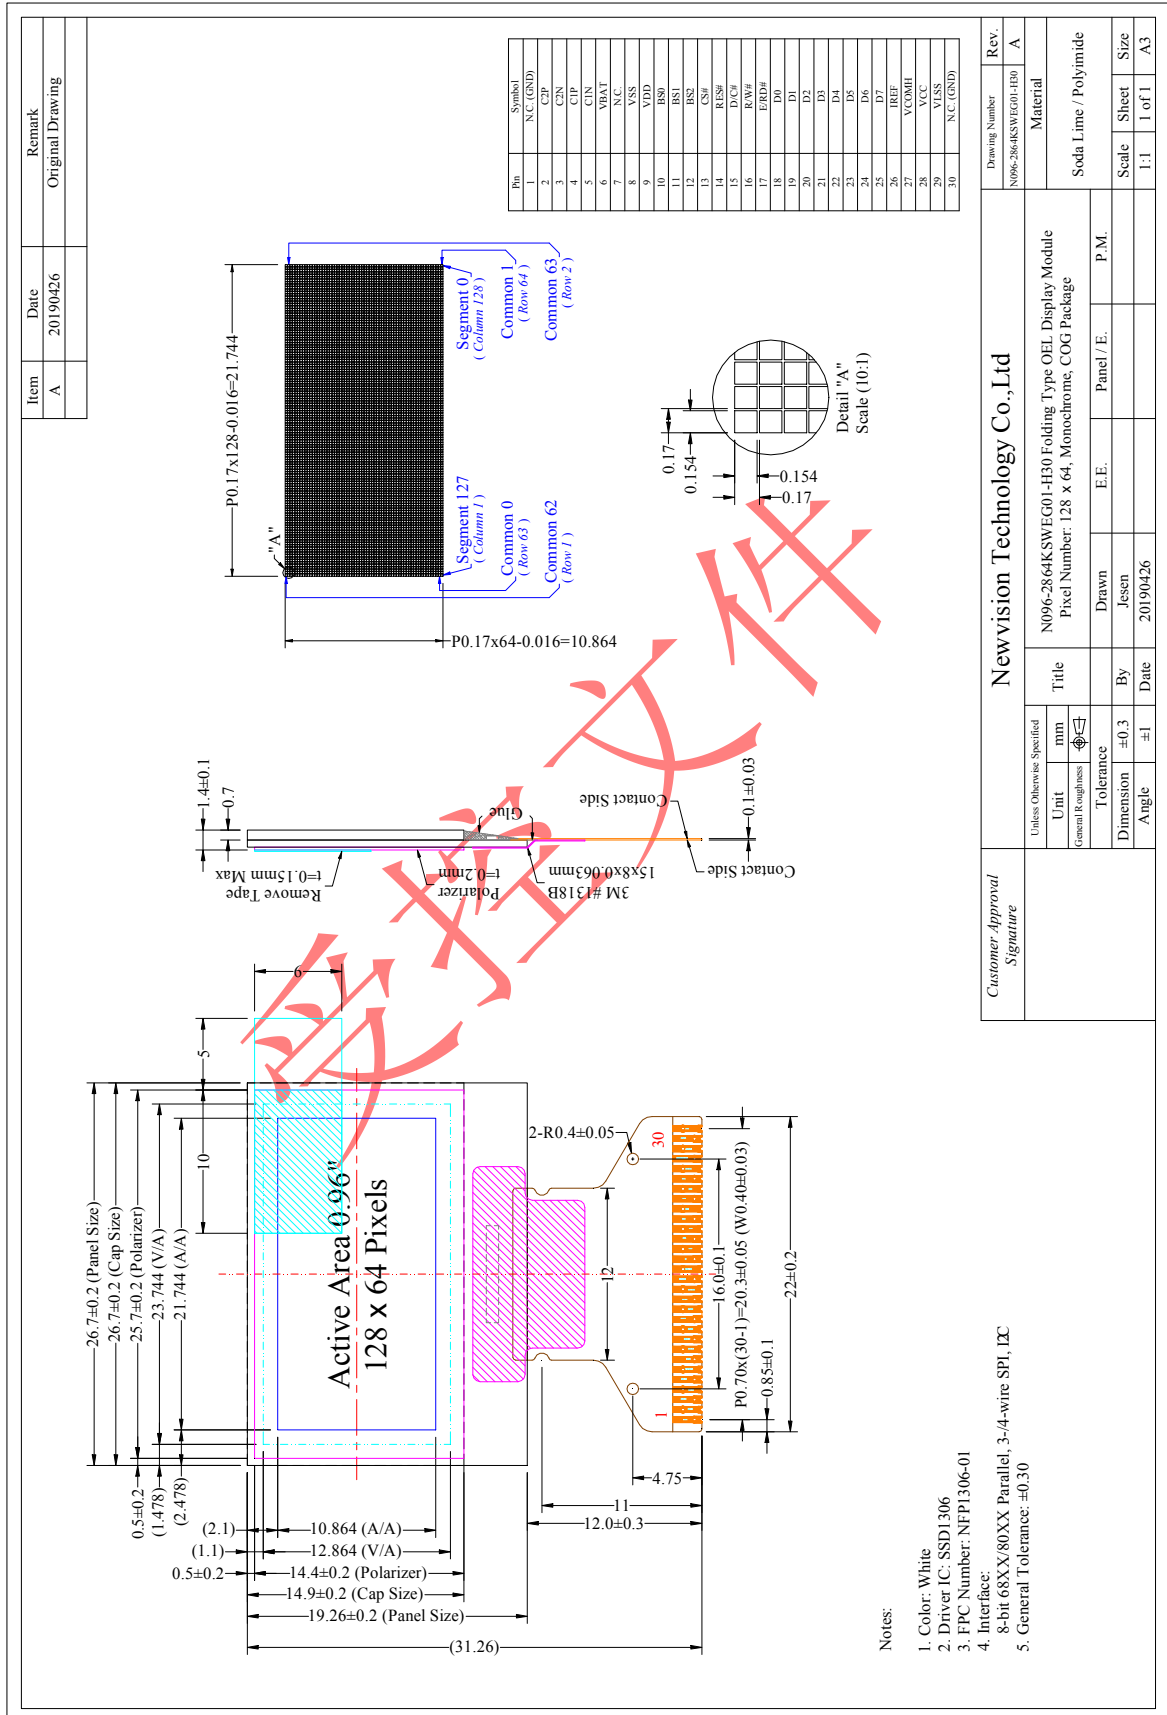 Item Date Remark
A 20190426 Original Drawing
26.7±0.2 (Panel Size)
26.7±0.2 (Cap Size)
25.7±0.2 (Polarizer)
23.744 (V/A)
21.744 (A/A)
10
5
6
0.5±0.2
(1.478)
(2.478)
(2.1)
(1.1)
0.5±0.2
10.864 (A/A)
12.864 (V/A)
14.4±0.2 (Polarizer)
14.9±0.2 (Cap Size)
19.26±0.2 (Panel Size)
(31.26)
Active Area 0.96"
128 x 64 Pixels
2-R0.4±0.05
12
1
30
4.75
11
12.0±0.3
16.0±0.1
P0.70x(30-1)=20.3±0.05 (W0.40±0.03)
0.85±0.1
22±0.2
1.4±0.1
0.7
Remove Tape
t=0.15mm Max
Polarizer
t=0.2mm
3M #1318B
15x8x0.063mm
Glue
Contact Side
Contact Side
0.1±0.03
P0.17x128-0.016=21.744
"A"
P0.17x64-0.016=10.864
Segment 127
( Column 1 )
Common 0
( Row 63 )
Common 62
( Row 1 )
Segment 0
( Column 128 )
Common 1
( Row 64 )
Common 63
( Row 2 )
0.17
0.154
0.154
0.17
Detail "A"
Scale (10:1)
Pin Symbol
1 N.C. (GND)
2 C2P
3 C2N
4 C1P
5 C1N
6 VBAT
7 N.C.
8 VSS
9 VDD
10 BS0
11 BS1
12 BS2
13 CS#
14 RES#
15 D/C#
16 R/W#
17 E/RD#
18 D0
19 D1
20 D2
21 D3
22 D4
23 D5
24 D6
25 D7
26 IREF
27 VCOMH
28 VCC
29 VLSS
30 N.C. (GND)
Notes:
1. Color: White
2. Driver IC: SSD1306
3. FPC Number: NFP1306-01
4. Interface:
8-bit 68XX/80XX Parallel, 3-/4-wire SPI, I2C
5. General Tolerance: ±0.30
Customer Approval
Signature
Newvision Technology Co.,Ltd
Drawing Number Rev.
N096-2864KSWEG01-H30 A
Unless Otherwise Specified
Unit mm
General Roughness
Tolerance
Dimension ±0.3
Angle ±1
Title
N096-2864KSWEG01-H30 Folding Type OEL Display Module
Pixel Number: 128 x 64, Monochrome, COG Package
Material
Soda Lime / Polyimide
Drawn E.E. Panel / E. P.M.
By Jesen
Date 20190426
Scale Sheet Size
1:1 1 of 1 A3
受控文件